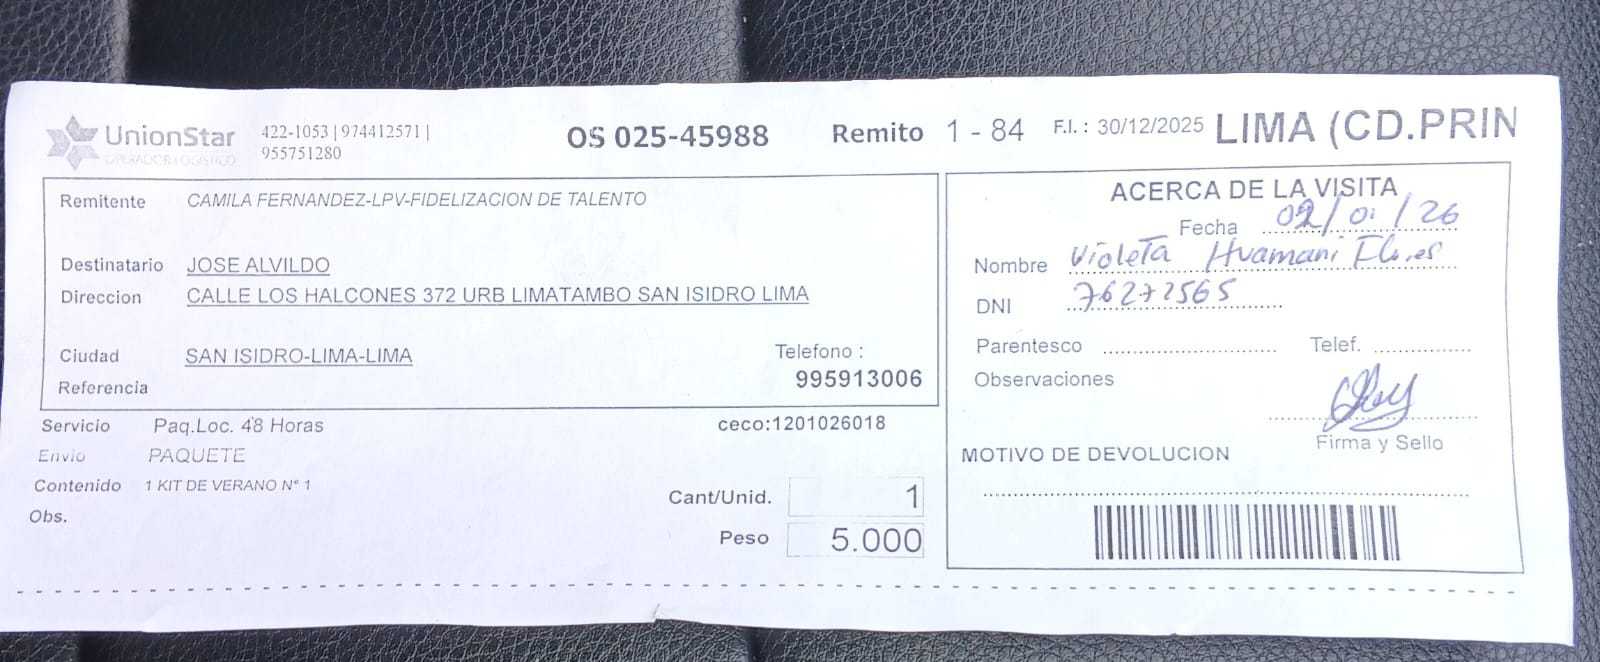 UnionStar
OPERADOR LOGISTICO
422-1053 | 974412571 |
955751280
OS 025-45988
Remito 1 - 84
F.I. : 30/12/2025
LIMA (CD.PRIN
Remitente CAMILA FERNANDEZ-LPV-FIDELIZACION DE TALENTO
Destinatario JOSE ALVILDO
Direccion CALLE LOS HALCONES 372 URB LIMATAMBO SAN ISIDRO LIMA
Ciudad SAN ISIDRO-LIMA-LIMA
Telefono :
995913006
Referencia
Servicio Paq.Loc. 48 Horas
ceco:1201026018
Envio PAQUETE
Contenido 1 KIT DE VERANO N° 1
Obs.
Cant/Unid. 1
Peso 5.000
ACERCA DE LA VISITA
Fecha 02/01/26
Nombre Violeta Huamani Flores
DNI 76272565
Parentesco
Telef.
Observaciones
Firma y Sello
MOTIVO DE DEVOLUCION